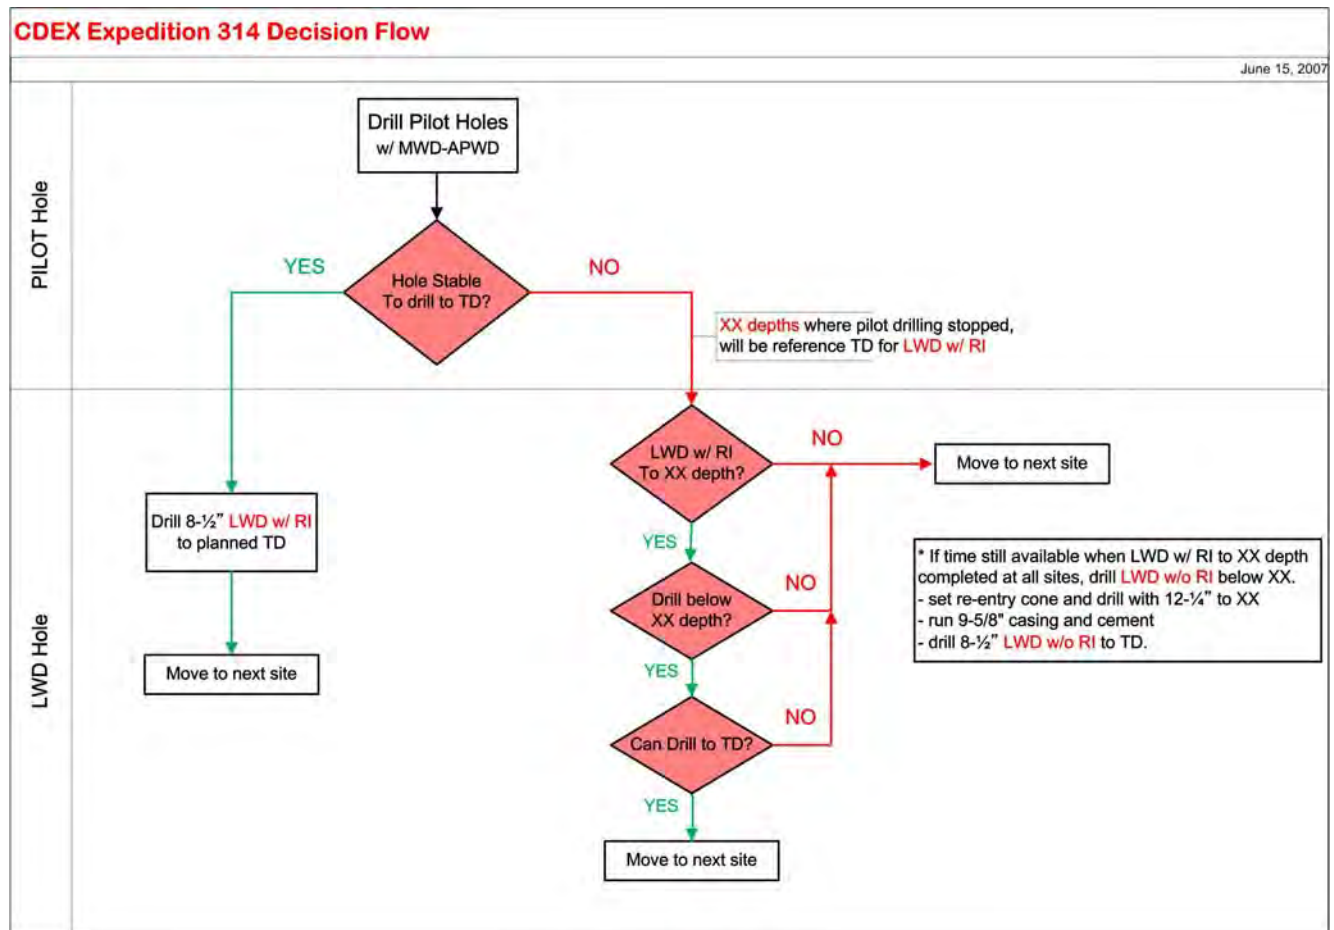 CDEX Expedition 314 Decision Flow
June 15, 2007
PILOT Hole
Drill Pilot Holes
w/ MWD-APWD
YES
NO
Hole Stable
To drill to TD?
XX depths where pilot drilling stopped,
will be reference TD for LWD w/ RI
LWD Hole
LWD w/ RI
To XX depth?
NO
Move to next site
Drill 8-½" LWD w/ RI
to planned TD
YES
* If time still available when LWD w/ RI to XX depth
completed at all sites, drill LWD w/o RI below XX.
- set re-entry cone and drill with 12-¼" to XX
- run 9-5/8" casing and cement
- drill 8-½" LWD w/o RI to TD.
Drill below
XX depth?
NO
Move to next site
YES
Can Drill to TD?
NO
YES
Move to next site